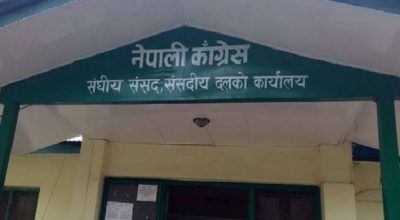 नेपाली काँग्रेस
संघीय संसद, संसदीय दलको कार्यालय